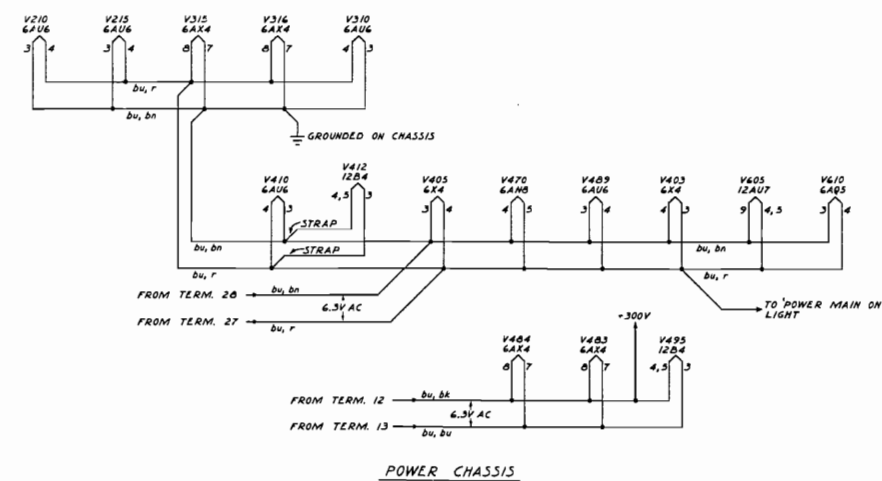 V210 V215 V315 V316 V310
6AU6 6AU6 6AX4 6AX4 6AU6
3 4 3 4 8 7 8 7 4 3
bu, r
bu, bn
GROUNDED ON CHASSIS
V410 V412 V405 V470 V489 V403 V605 V610
6AU6 12B4 6X4 6AN8 6AU6 6X4 12AU7 6AQ5
4 3 4, 5 3 3 4 4 5 3 4 4 3 9 4, 5 3 4
STRAP
bu, bn bu, bn
STRAP
bu, r bu, r
FROM TERM. 28 bu, bn
6.3V AC
FROM TERM. 27 bu, r
TO 'POWER MAIN ON
LIGHT
+300V
V484 V483 V495
6AX4 6AX4 12B4
8 7 8 7 4, 5 3
FROM TERM. 12 bu, bk
6.3V AC
FROM TERM. 13 bu, bu
POWER CHASSIS